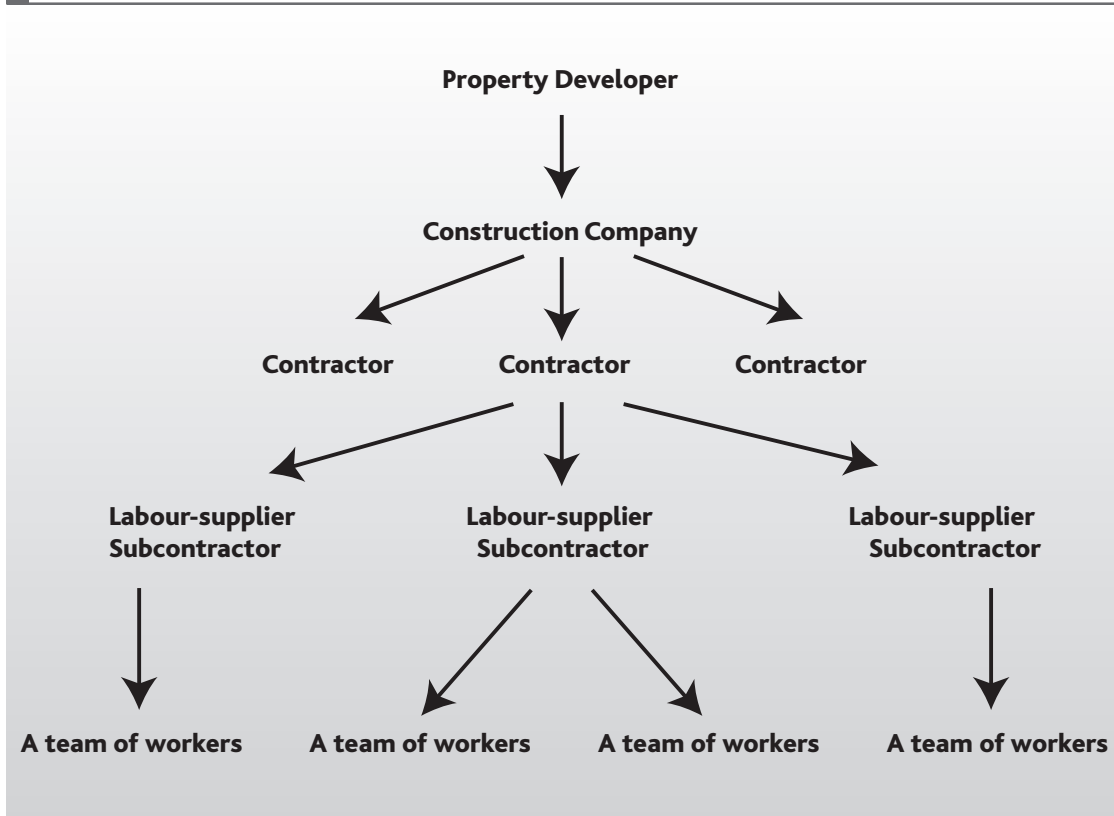 Property Developer
Construction Company
Contractor
Contractor
Contractor
Labour-supplier
Subcontractor
Labour-supplier
Subcontractor
Labour-supplier
Subcontractor
A team of workers
A team of workers
A team of workers
A team of workers